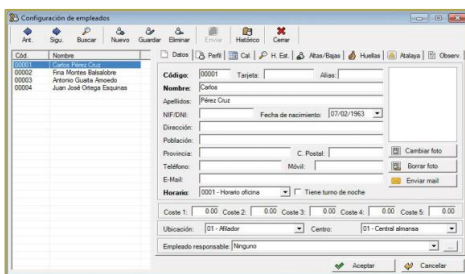 Configuración de empleados
Ant. Sigu. Buscar Nuevo Guardar Eliminar Enviar Histórico Cerrar
Cód. Nombre
00001 Carlos Pérez Cruz
00002 Fina Montes Balsalobre
00003 Antonio Guaita Amoedo
00004 Juan José Ortega Esquinas
Datos Perfil Cal. H. Est. Altas/Bajas Huellas Atalaya Observ.
Código: 00001 Tarjeta: Alias:
Nombre: Carlos
Apellidos: Pérez Cruz
NIF/DNI: Fecha de nacimiento: 07/02/1963
Dirección:
Población:
Provincia: C. Postal:
Teléfono: Móvil:
E-Mail:
Horario: 0001 - Horario oficina Tiene turno de noche
Cambiar foto
Borrar foto
Enviar mail
Coste 1: 0.00 Coste 2: 0.00 Coste 3: 0.00 Coste 4: 0.00 Coste 5: 0.00
Ubicación: 01 - Afilador Centro: 01 - Central almansa
Empleado responsable: Ninguno ...
Aceptar Cancelar